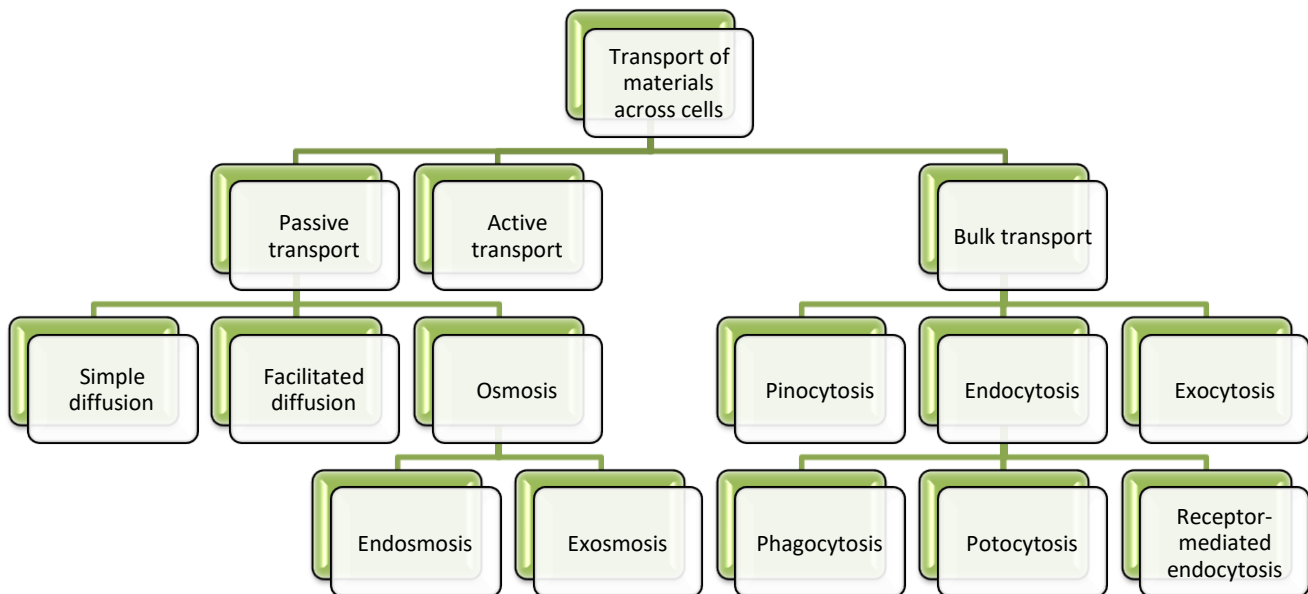 Transport of
materials
across cells
Passive
transport
Active
transport
Bulk transport
Simple
diffusion
Facilitated
diffusion
Osmosis
Pinocytosis
Endocytosis
Exocytosis
Endosmosis
Exosmosis
Phagocytosis
Potocytosis
Receptor-
mediated
endocytosis